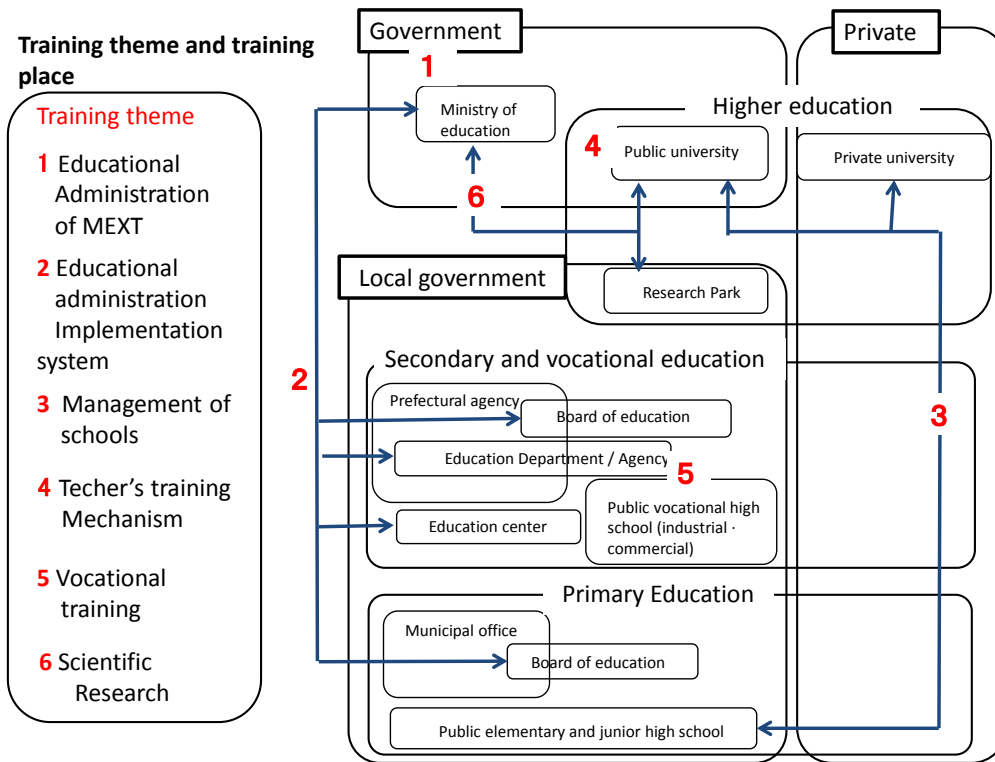 Training theme and training
place
Training theme
1 Educational
Administration
of MEXT
2 Educational
administration
Implementation
system
3 Management of
schools
4 Techer's training
Mechanism
5 Vocational
training
6 Scientific
Research
Government
Private
1
Ministry of
education
Higher education
4
Public university
Private university
6
Local government
Research Park
Secondary and vocational education
2
Prefectural agency
Board of education
3
Education Department / Agency
5
Education center
Public vocational high
school (industrial ·
commercial)
Primary Education
Municipal office
Board of education
Public elementary and junior high school